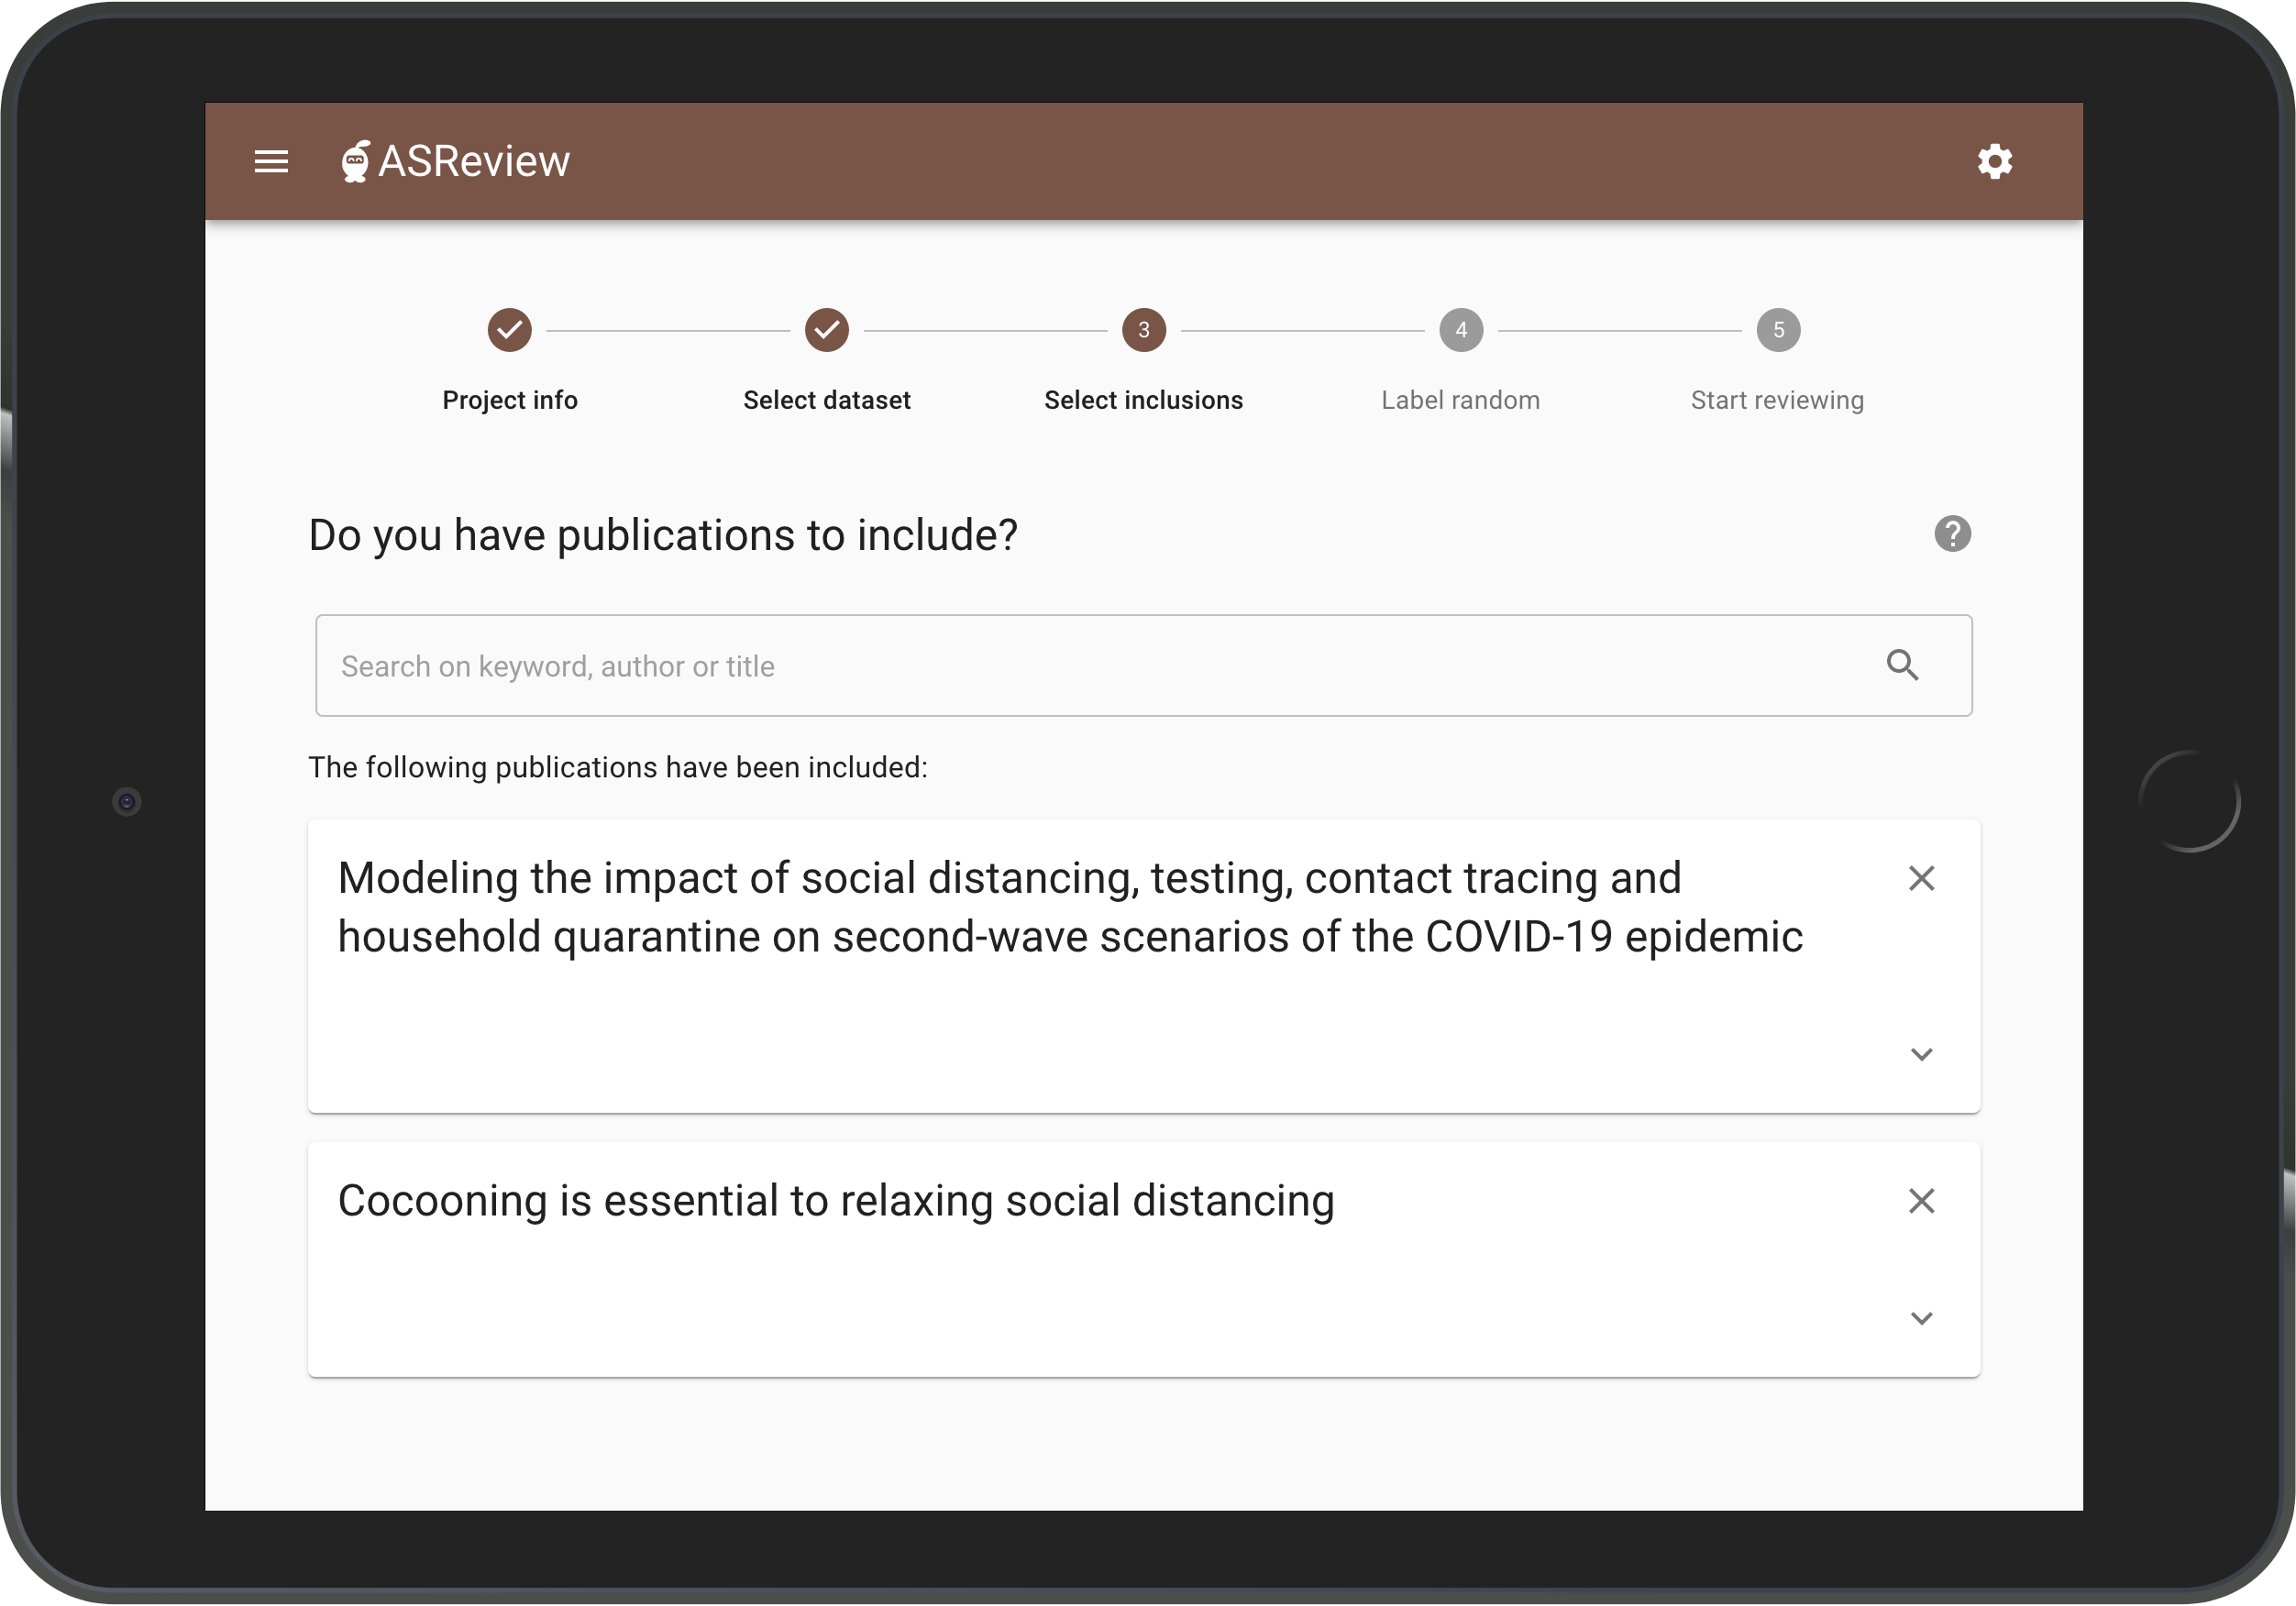 ASReview
3
4
5
Project info
Select dataset
Select inclusions
Label random
Start reviewing
Do you have publications to include?
?
Search on keyword, author or title
The following publications have been included:
Modeling the impact of social distancing, testing, contact tracing and
household quarantine on second-wave scenarios of the COVID-19 epidemic
Cocooning is essential to relaxing social distancing